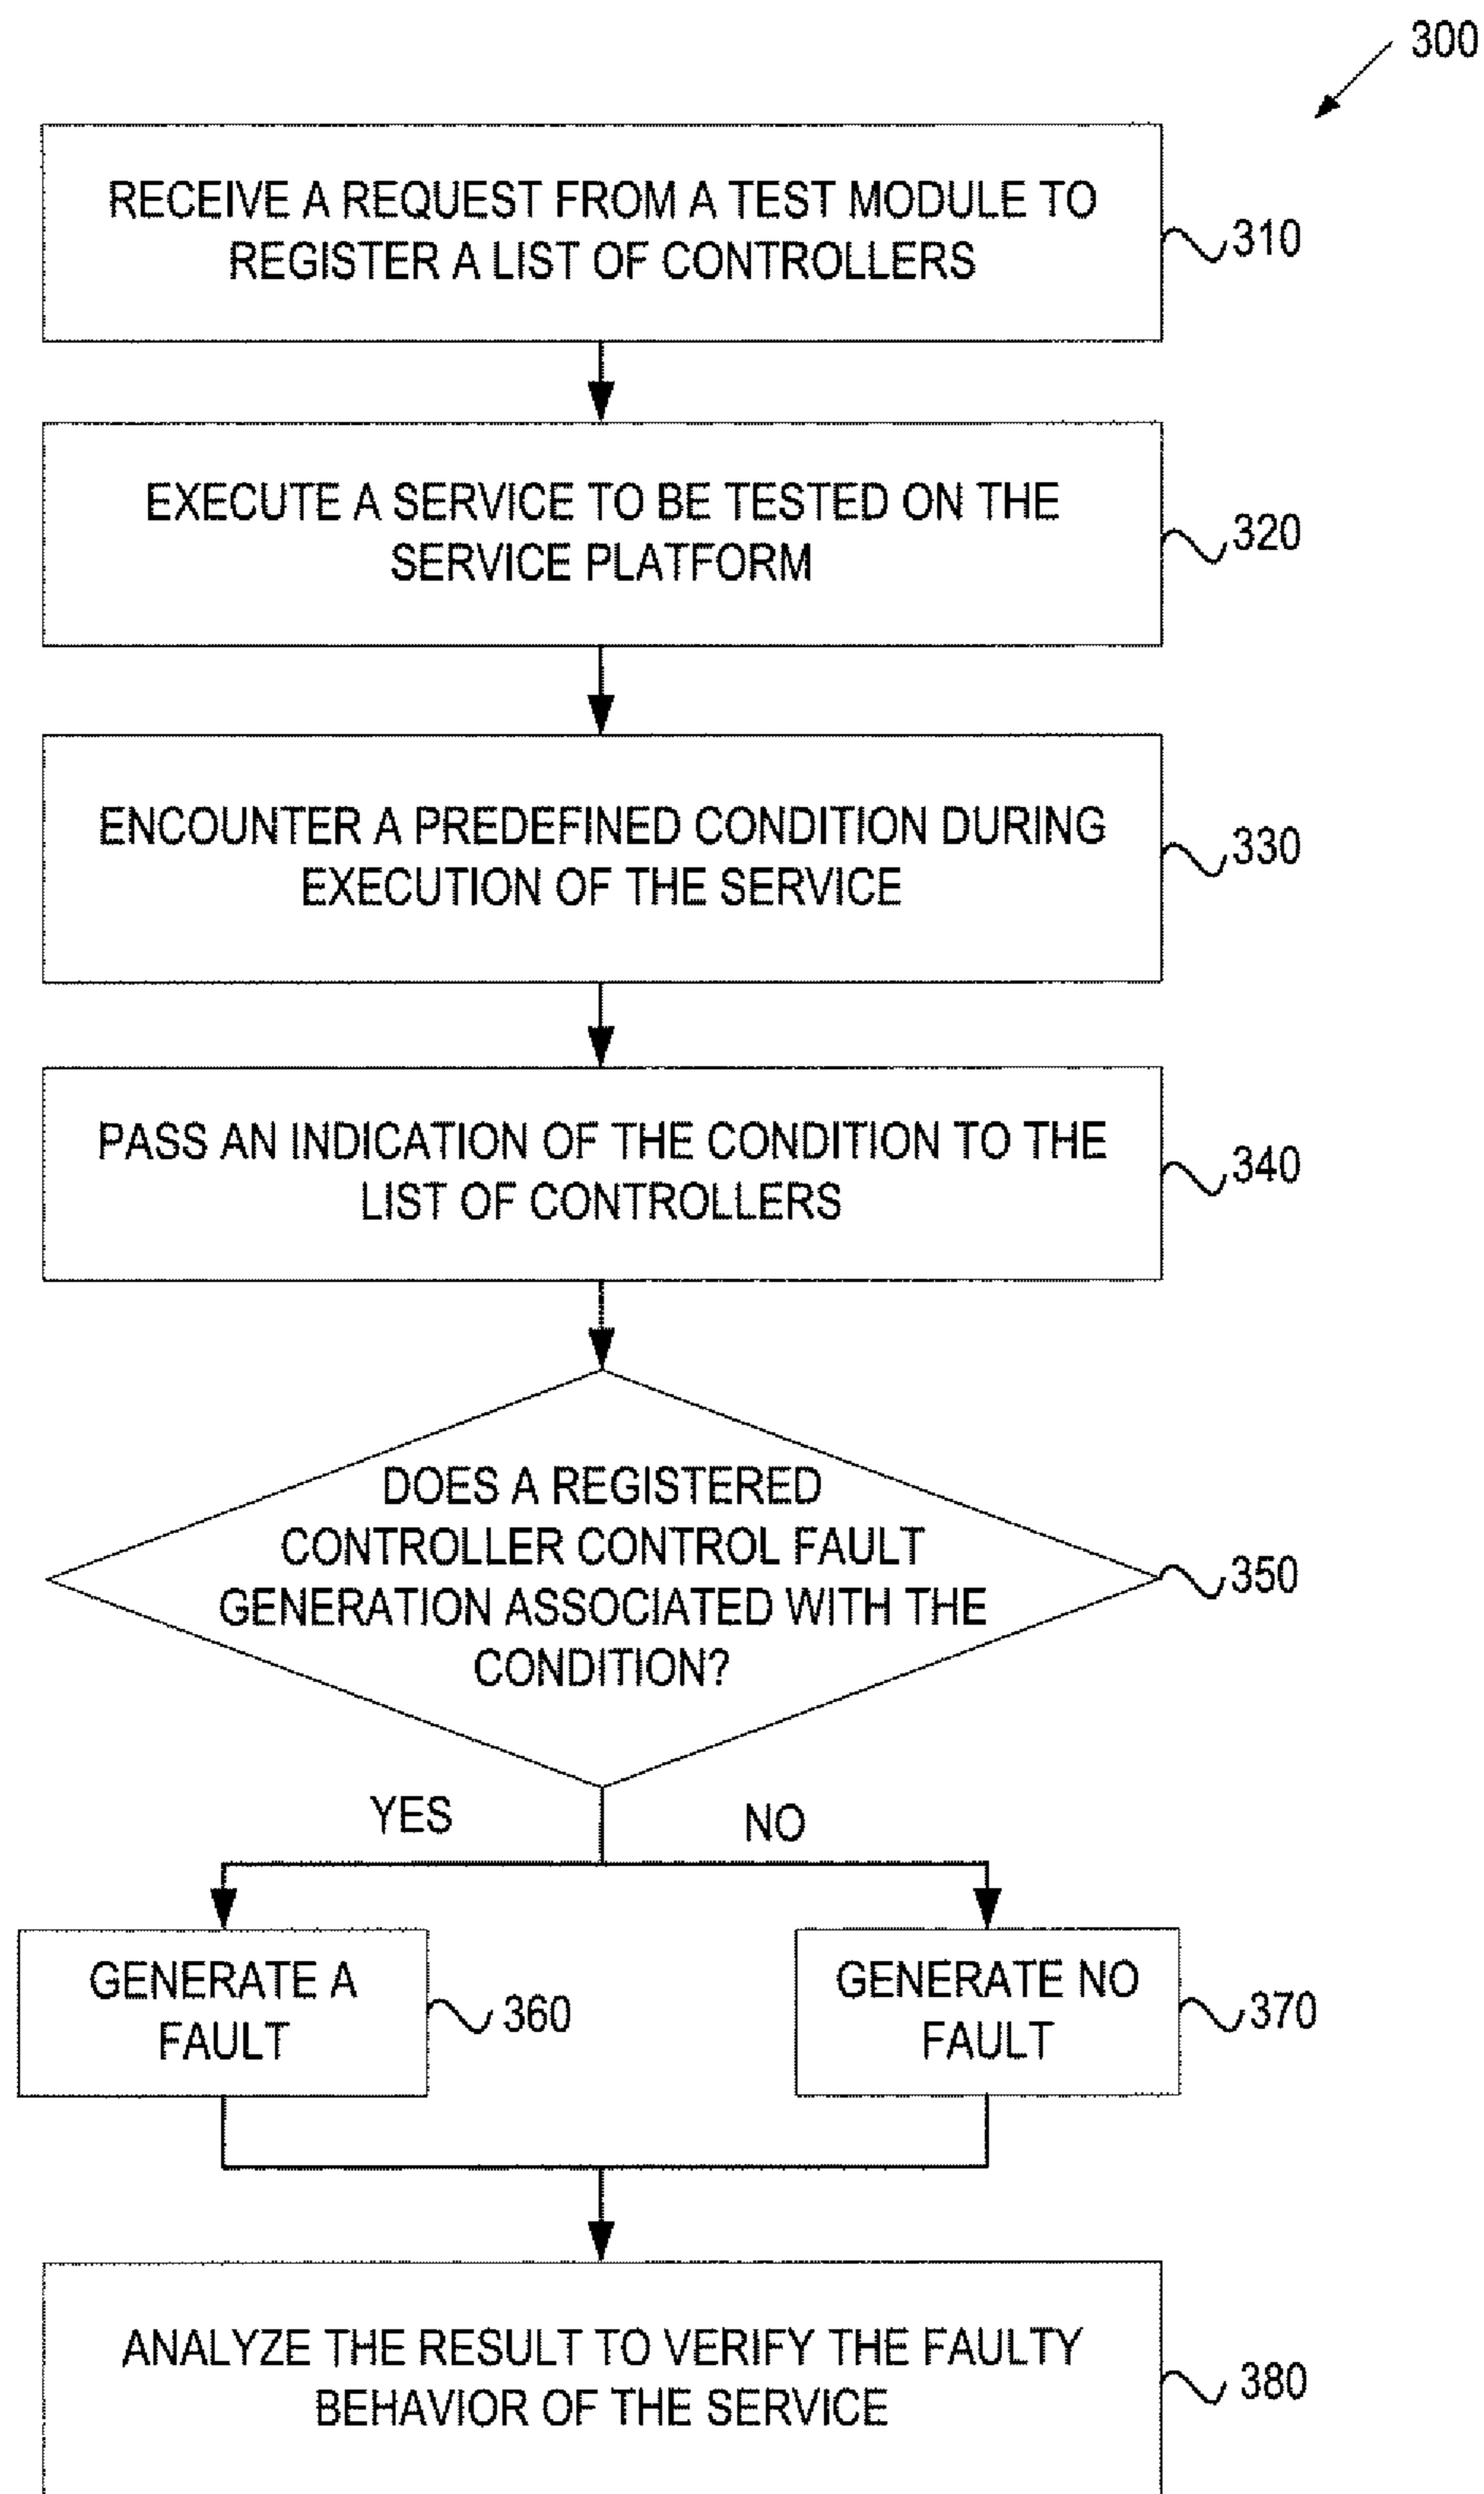 300
RECEIVE A REQUEST FROM A TEST MODULE TO
REGISTER A LIST OF CONTROLLERS
310
EXECUTE A SERVICE TO BE TESTED ON THE
SERVICE PLATFORM
320
ENCOUNTER A PREDEFINED CONDITION DURING
EXECUTION OF THE SERVICE
330
PASS AN INDICATION OF THE CONDITION TO THE
LIST OF CONTROLLERS
340
DOES A REGISTERED
CONTROLLER CONTROL FAULT
GENERATION ASSOCIATED WITH THE
CONDITION?
350
YES
NO
GENERATE A
FAULT
360
GENERATE NO
FAULT
370
ANALYZE THE RESULT TO VERIFY THE FAULTY
BEHAVIOR OF THE SERVICE
380